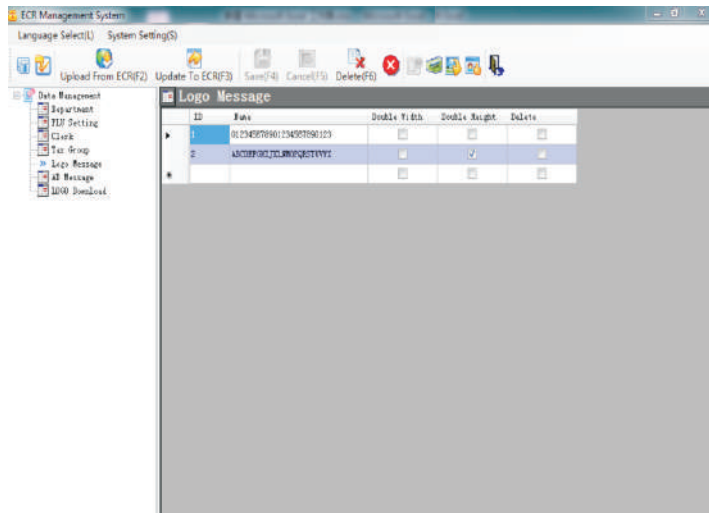 ECR Management System
Language Select(L) System Setting(S)
Upload From ECR(F2) Update To ECR(F3) Save(F4) Cancel(F5) Delete(F6)
Data Management
Department
PLU Setting
Clerk
Tax Group
Logo Message
AD Message
LOGO Download
Logo Message
ID Name Double Width Double Height Delete
1 012345678901234567890123
2